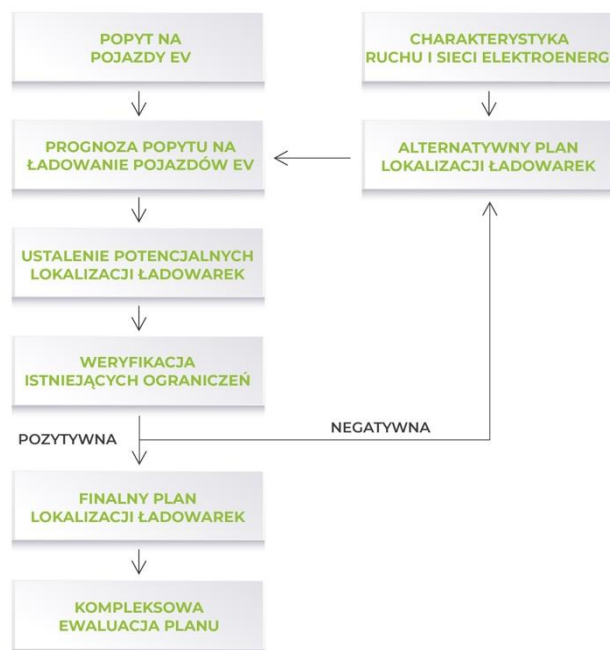 POPYT NA
POJAZDY EV
CHARAKTERYSTYKA
RUCHU I SIECI ELEKTROENERG
PROGNOZA POPYTU NA
ŁADOWANIE POJAZDÓW EV
ALTERNATYWNY PLAN
LOKALIZACJI ŁADOWAREK
USTALENIE POTENCJALNYCH
LOKALIZACJI ŁADOWAREK
WERYFIKACJA
ISTNIEJĄCYCH OGRANICZEŃ
POZYTYWNA
NEGATYWNA
FINALNY PLAN
LOKALIZACJI ŁADOWAREK
KOMPLEKSOWA
EWALUACJA PLANU